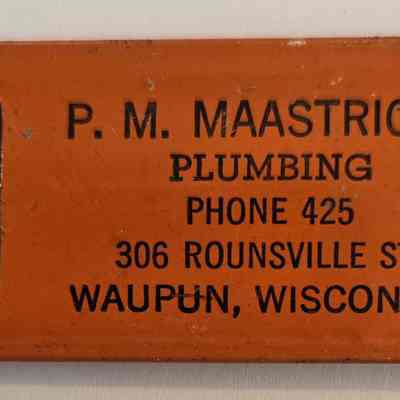 P. M. MAASTRIC
PLUMBING
PHONE 425
306 ROUNSVILLE ST
WAUPUN, WISCON